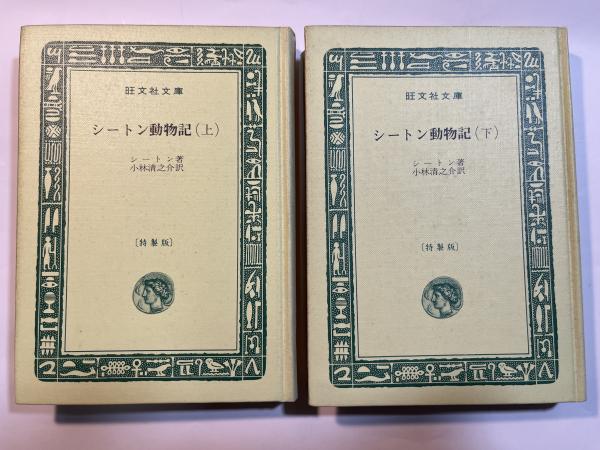 旺文社文庫
シートン動物記(上)
シートン著
小林清之介訳
〔特製版〕
旺文社文庫
シートン動物記(下)
シートン著
小林清之介訳
〔特製版〕